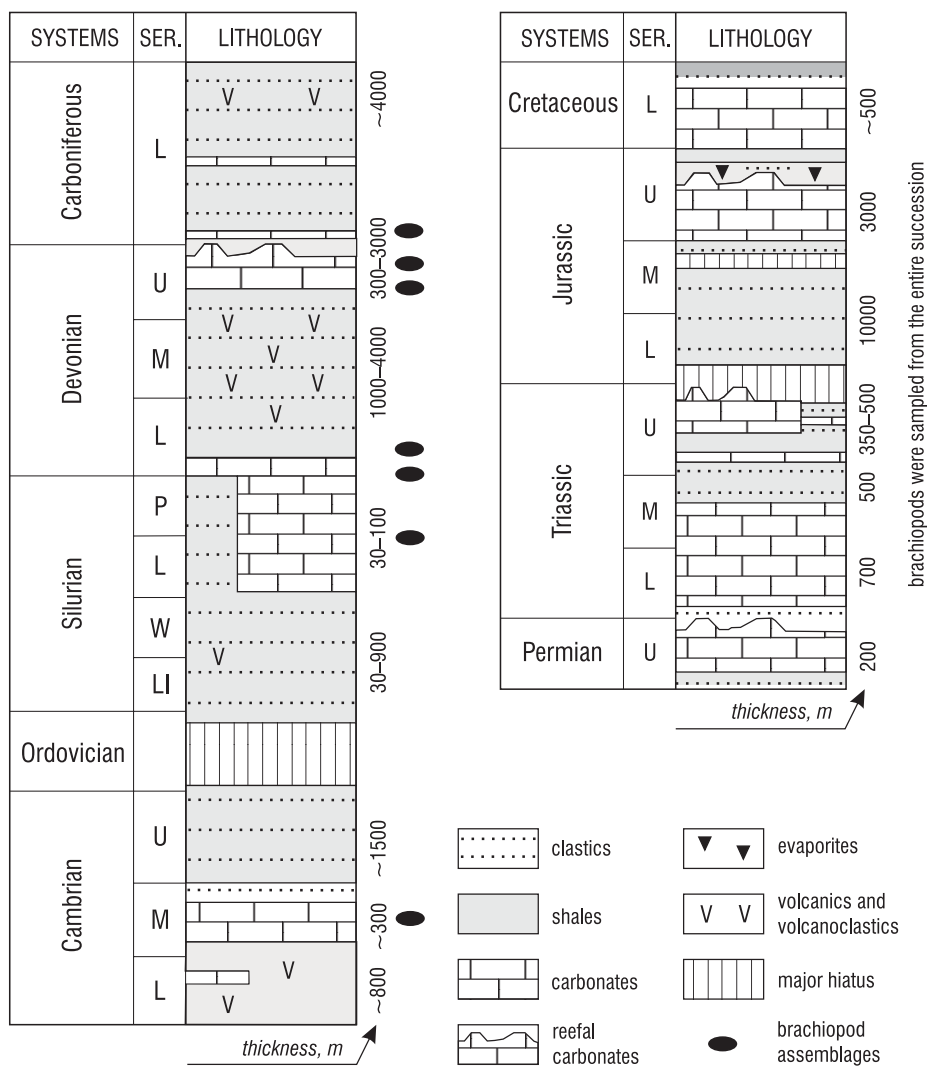 SYSTEMS SER. LITHOLOGY
Carboniferous
L
~4000
Devonian
U
M
L
300–3000
1000–4000
Silurian
P
L
W
Ll
30–100
30–900
Ordovician
Cambrian
U
M
L
~1500
~300
~800
thickness, m
SYSTEMS SER. LITHOLOGY
Cretaceous
L
~500
Jurassic
U
M
L
3000
10000
Triassic
U
M
L
350–500
500
700
Permian
U
200
thickness, m
brachiopods were sampled from the entire succession
clastics
shales
carbonates
reefal
carbonates
evaporites
volcanics and
volcanoclastics
major hiatus
brachiopod
assemblages
V V
V V
V
V V
V
V
V
V
V V